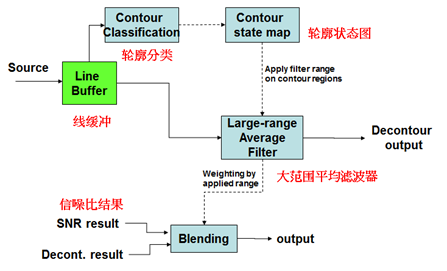 Contour
Classification
Contour
state map
轮廓状态图
轮廓分类
Source
Line
Buffer
Apply filter range
on contour regions
线缓冲
Large-range
Average
Filter
Decontour
output
Weighting by
applied range
大范围平均滤波器
信噪比结果
SNR result
Blending
output
Decont. result